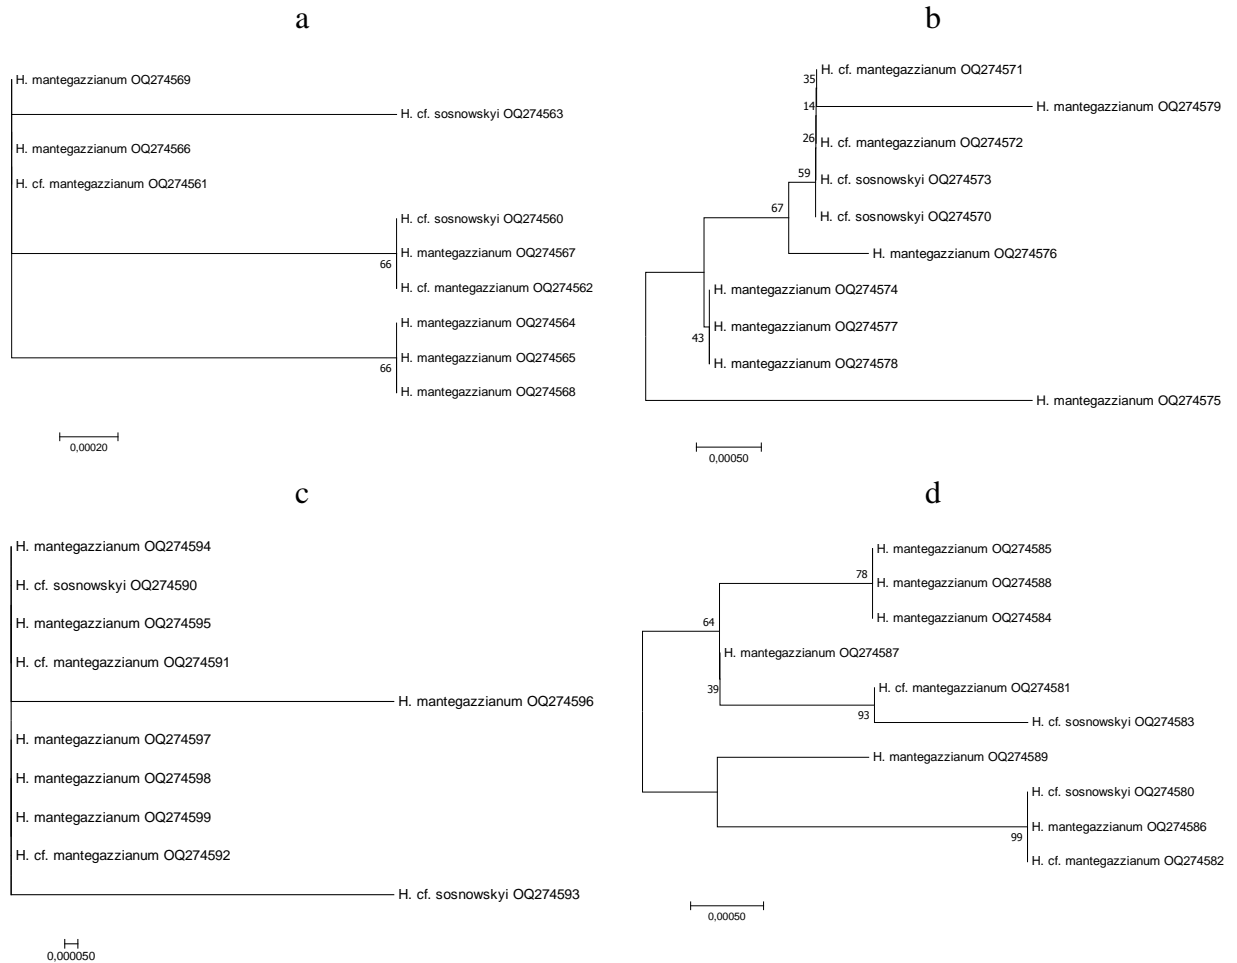 a
H. mantegazzianum OQ274569
H. cf. sosnowskyi OQ274563
H. mantegazzianum OQ274566
H. cf. mantegazzianum OQ274561
H. cf. sosnowskyi OQ274560
H. mantegazzianum OQ274567
66
H. cf. mantegazzianum OQ274562
H. mantegazzianum OQ274564
H. mantegazzianum OQ274565
66
H. mantegazzianum OQ274568
0,00020
b
H. cf. mantegazzianum OQ274571
35
14
H. mantegazzianum OQ274579
26
H. cf. mantegazzianum OQ274572
59
H. cf. sosnowskyi OQ274573
67
H. cf. sosnowskyi OQ274570
H. mantegazzianum OQ274576
H. mantegazzianum OQ274574
H. mantegazzianum OQ274577
43
H. mantegazzianum OQ274578
H. mantegazzianum OQ274575
0,00050
c
H. mantegazzianum OQ274594
H. cf. sosnowskyi OQ274590
H. mantegazzianum OQ274595
H. cf. mantegazzianum OQ274591
H. mantegazzianum OQ274596
H. mantegazzianum OQ274597
H. mantegazzianum OQ274598
H. mantegazzianum OQ274599
H. cf. mantegazzianum OQ274592
H. cf. sosnowskyi OQ274593
0,000050
d
H. mantegazzianum OQ274585
78
H. mantegazzianum OQ274588
H. mantegazzianum OQ274584
64
H. mantegazzianum OQ274587
39
H. cf. mantegazzianum OQ274581
93
H. cf. sosnowskyi OQ274583
H. mantegazzianum OQ274589
H. cf. sosnowskyi OQ274580
H. mantegazzianum OQ274586
99
H. cf. mantegazzianum OQ274582
0,00050